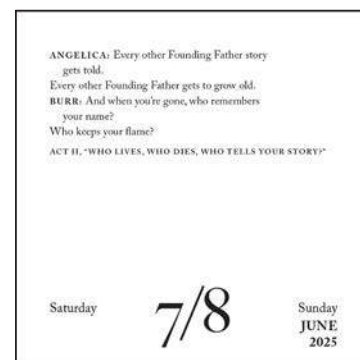 ANGELICA: Every other Founding Father story
gets told.
Every other Founding Father gets to grow old.
BURR: And when you're gone, who remembers
your name?
Who keeps your flame?
ACT II, "WHO LIVES, WHO DIES, WHO TELLS YOUR STORY?"
Saturday
7/8
Sunday
JUNE
2025